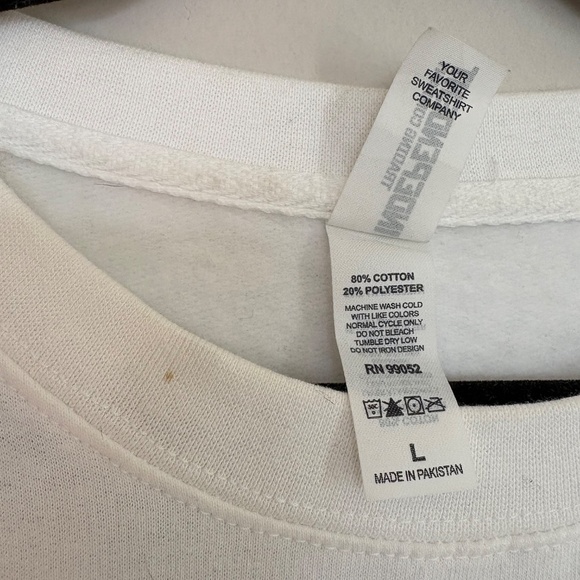 YOUR
FAVORITE
SWEATSHIRT
COMPANY
80% COTTON
20% POLYESTER
MACHINE WASH COLD
WITH LIKE COLORS
NORMAL CYCLE ONLY
DO NOT BLEACH
TUMBLE DRY LOW
DO NOT IRON DESIGN
RN 99052
L
MADE IN PAKISTAN